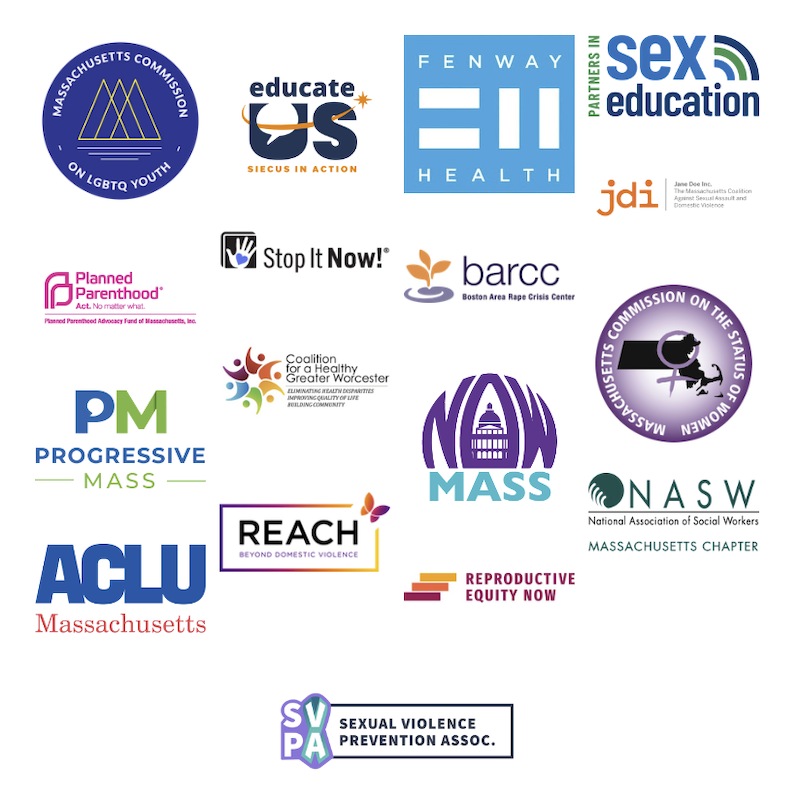 MASSACHUSETTS COMMISSION
- ON LGBTQ YOUTH -
educate
US
SIECUS IN ACTION
FENWAY
HEALTH
PARTNERS IN
sex
education
jdi
Jane Doe Inc.
The Massachusetts Coalition
Against Sexual Assault and
Domestic Violence
Stop It Now!®
Planned
Parenthood®
Act. No matter what.
Planned Parenthood Advocacy Fund of Massachusetts, Inc.
barcc
Boston Area Rape Crisis Center
MASSACHUSETTS COMMISSION ON THE STATUS OF WOMEN
Coalition
for a Healthy
Greater Worcester
ELIMINATING HEALTH DISPARITIES
IMPROVING QUALITY OF LIFE
BUILDING COMMUNITY
PM
PROGRESSIVE
MASS
NOW
MASS
NASW
National Association of Social Workers
MASSACHUSETTS CHAPTER
REACH
BEYOND DOMESTIC VIOLENCE
ACLU
Massachusetts
REPRODUCTIVE
EQUITY NOW
SV
PA
SEXUAL VIOLENCE
PREVENTION ASSOC.